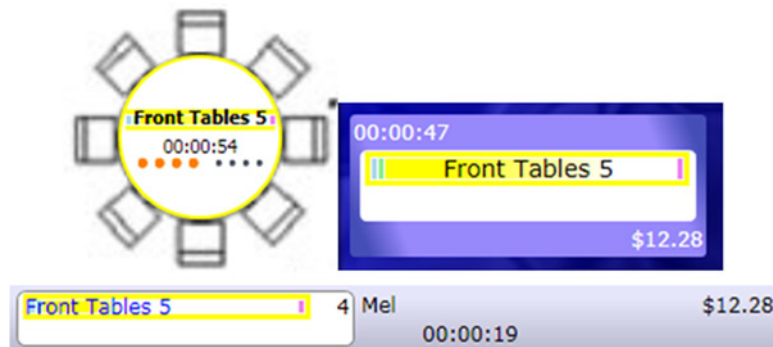 Front Tables 5
00:00:54
00:00:47
Front Tables 5
$12.28
Front Tables 5 4 Mel $12.28
00:00:19